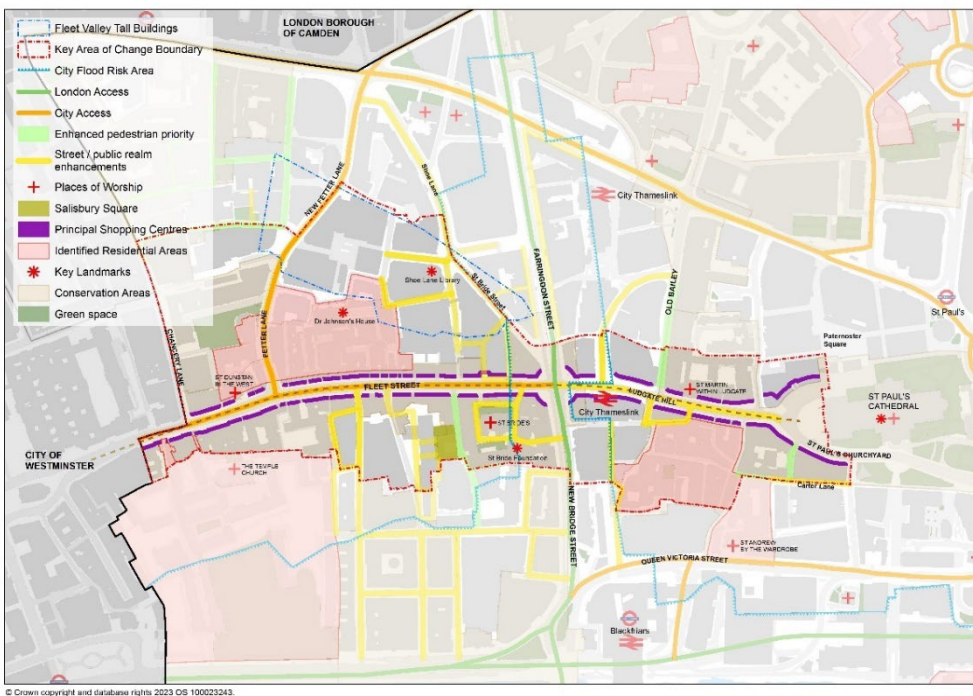 LONDON BOROUGH
OF CAMDEN
Fleet Valley Tall Buildings
Key Area of Change Boundary
City Flood Risk Area
London Access
City Access
Enhanced pedestrian priority
Street / public realm
enhancements
Places of Worship
Salisbury Square
Principal Shopping Centres
Identified Residential Areas
Key Landmarks
Conservation Areas
Green space
NEW FETTER LANE
Shoe Lane
City Thameslink
FARRINGDON STREET
OLD BAILEY
St Bride Street
Shoe Lane Library
St Paul's
Dr Johnson's House
FETTER LANE
CHANCERY LANE
Paternoster
Square
ST DUNSTAN
IN THE WEST
FLEET STREET
ST MARTIN
WITHIN LUDGATE
LUDGATE HILL
City Thameslink
ST PAUL'S
CATHEDRAL
ST BRIDES
CITY OF
WESTMINSTER
St Bride Foundation
ST PAUL'S CHURCHYARD
THE TEMPLE
CHURCH
Carter Lane
NEW BRIDGE STREET
ST ANDREW
BY THE WARDROBE
QUEEN VICTORIA STREET
Blackfriars
© Crown copyright and database rights 2023 OS 100023243.